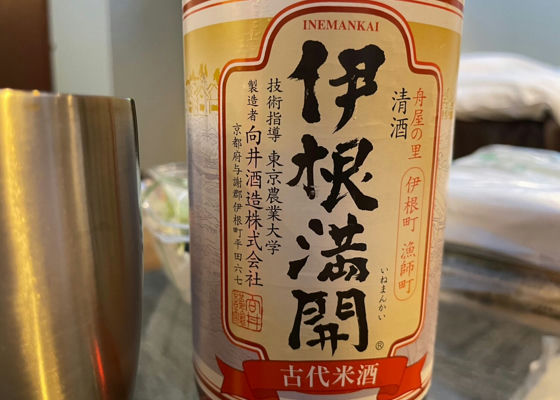 INEMANKAI
舟屋の里
伊根町 漁師町
清酒
伊根満開
いねまんかい
®
技術指導 東京農業大学
製造者 向井酒造株式会社
京都府与謝郡伊根町平田六七
古代米酒